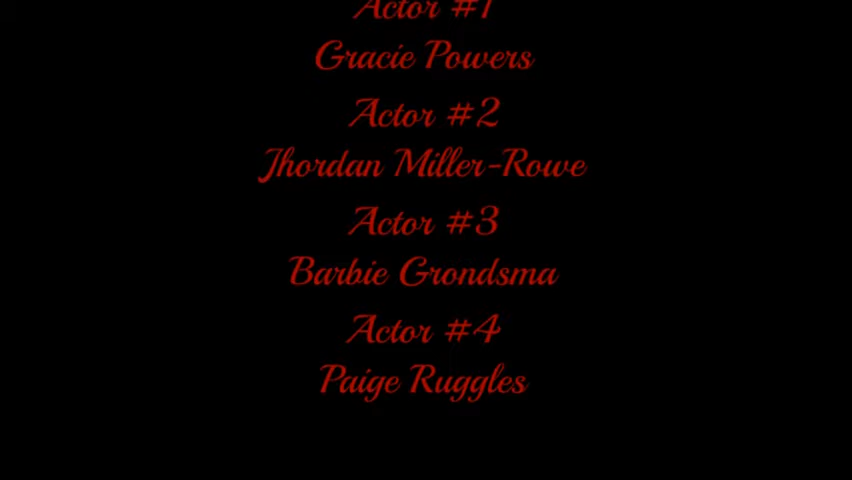 Actor #1
Gracie Powers
Actor #2
Jhordan Miller-Rowe
Actor #3
Barbie Grondsma
Actor #4
Paige Ruggles